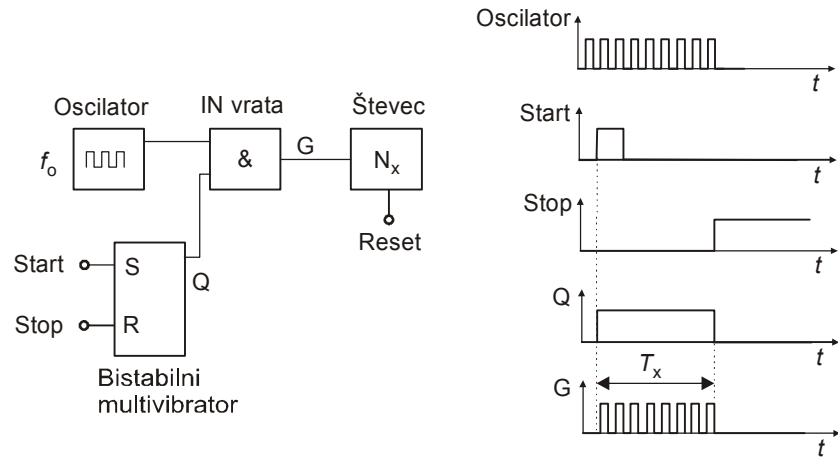 Oscilator
IN vrata
Števec
f₀
&
G
Nₓ
Reset
Start
S
Q
Stop
R
Bistabilni
multivibrator
Oscilator
t
Start
t
Stop
t
Q
t
Tₓ
G
t